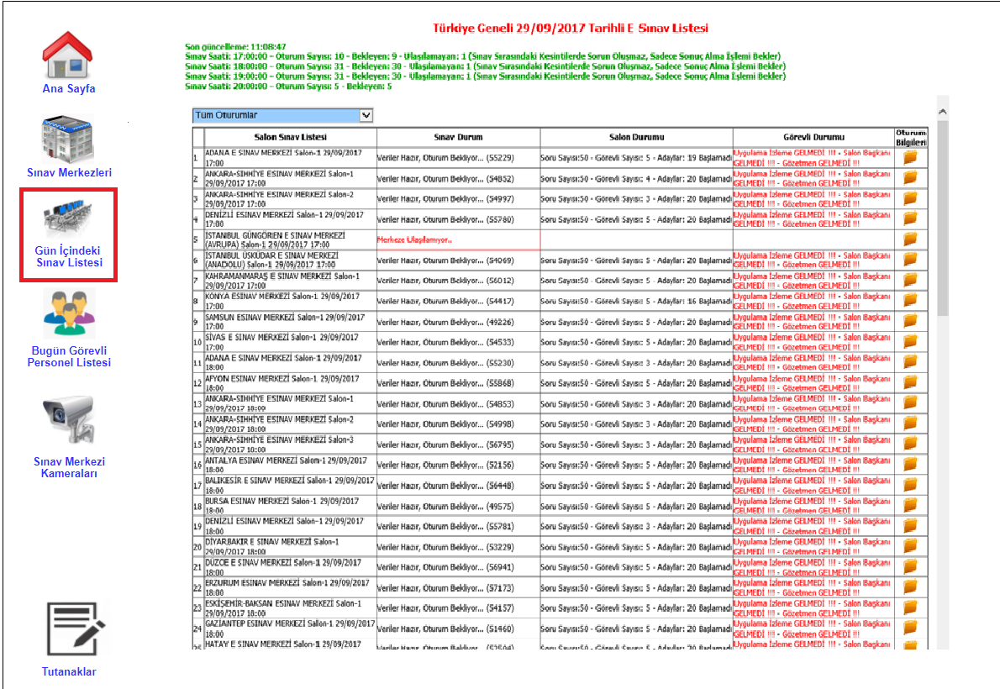 Türkiye Geneli 29/09/2017 Tarihli E Sınav Listesi
Son güncelleme: 11:08:47
Sınav Saati: 17:00:00 - Oturum Sayısı: 10 - Bekleyen: 9 - Ulaşılamayan: 1 (Sınav Sırasındaki Kesintilerde Sorun Oluşmaz, Sadece Sonuç Alma İşlemi Bekler)
Sınav Saati: 18:00:00 - Oturum Sayısı: 31 - Bekleyen: 30 - Ulaşılamayan: 1 (Sınav Sırasındaki Kesintilerde Sorun Oluşmaz, Sadece Sonuç Alma İşlemi Bekler)
Sınav Saati: 19:00:00 - Oturum Sayısı: 31 - Bekleyen: 30 - Ulaşılamayan: 1 (Sınav Sırasındaki Kesintilerde Sorun Oluşmaz, Sadece Sonuç Alma İşlemi Bekler)
Sınav Saati: 20:00:00 - Oturum Sayısı: 5 - Bekleyen: 5
Ana Sayfa
Sınav Merkezleri
Gün İçindeki
Sınav Listesi
Bugün Görevli
Personel Listesi
Sınav Merkezi
Kameraları
Tutanaklar
Tüm Oturumlar
Salon Sınav Listesi Sınav Durum Salon Durumu Görevli Durumu Oturum
Bilgileri
1 ADANA E SINAV MERKEZİ Salon-1 29/09/2017 Veriler Hazır, Oturum Bekliyor... (55229) Soru Sayısı:50 - Görevli Sayısı: 5 - Adaylar: 19 Başlamadı Uygulama İzleme GELMEDİ !!! - Salon Başkanı
17:00 GELMEDİ !!! - Gözetmen GELMEDİ !!!
2 ANKARA-SIHHİYE ESINAV MERKEZİ Salon-1 Veriler Hazır, Oturum Bekliyor... (54852) Soru Sayısı:50 - Görevli Sayısı: 4 - Adaylar: 20 Başlamadı Uygulama İzleme GELMEDİ !!! - Salon Başkanı
29/09/2017 17:00 GELMEDİ !!! - Gözetmen GELMEDİ !!!
3 ANKARA-SIHHİYE ESINAV MERKEZİ Salon-2 Veriler Hazır, Oturum Bekliyor... (54997) Soru Sayısı:50 - Görevli Sayısı: 3 - Adaylar: 20 Başlamadı Uygulama İzleme GELMEDİ !!! - Salon Başkanı
29/09/2017 17:00 GELMEDİ !!! - Gözetmen GELMEDİ !!!
4 DENİZLİ ESINAV MERKEZİ Salon-1 29/09/2017 Veriler Hazır, Oturum Bekliyor... (55780) Soru Sayısı:50 - Görevli Sayısı: 5 - Adaylar: 20 Başlamadı Uygulama İzleme GELMEDİ !!! - Salon Başkanı
17:00 GELMEDİ !!! - Gözetmen GELMEDİ !!!
5 İSTANBUL GÜNGÖREN E SINAV MERKEZİ Merkeze Ulaşılamıyor..
(AVRUPA) Salon-1 29/09/2017 17:00
6 İSTANBUL ÜSKÜDAR E SINAV MERKEZİ Veriler Hazır, Oturum Bekliyor... (54069) Soru Sayısı:50 - Görevli Sayısı: 5 - Adaylar: 20 Başlamadı Uygulama İzleme GELMEDİ !!! - Salon Başkanı
(ANADOLU) Salon-1 29/09/2017 17:00 GELMEDİ !!! - Gözetmen GELMEDİ !!!
7 KAHRAMANMARAŞ E SINAV MERKEZİ Salon-1 Veriler Hazır, Oturum Bekliyor... (56012) Soru Sayısı:50 - Görevli Sayısı: 5 - Adaylar: 20 Başlamadı Uygulama İzleme GELMEDİ !!! - Salon Başkanı
29/09/2017 17:00 GELMEDİ !!! - Gözetmen GELMEDİ !!!
8 KONYA ESINAV MERKEZİ Salon-1 29/09/2017 Veriler Hazır, Oturum Bekliyor... (54417) Soru Sayısı:50 - Görevli Sayısı: 5 - Adaylar: 16 Başlamadı Uygulama İzleme GELMEDİ !!! - Salon Başkanı
17:00 GELMEDİ !!! - Gözetmen GELMEDİ !!!
9 SAMSUN ESINAV MERKEZİ Salon-1 29/09/2017 Veriler Hazır, Oturum Bekliyor... (49226) Soru Sayısı:50 - Görevli Sayısı: 5 - Adaylar: 20 Başlamadı Uygulama İzleme GELMEDİ !!! - Salon Başkanı
17:00 GELMEDİ !!! - Gözetmen GELMEDİ !!!
10 SİVAS E SINAV MERKEZİ Salon-1 29/09/2017 Veriler Hazır, Oturum Bekliyor... (54533) Soru Sayısı:50 - Görevli Sayısı: 5 - Adaylar: 20 Başlamadı Uygulama İzleme GELMEDİ !!! - Salon Başkanı
17:00 GELMEDİ !!! - Gözetmen GELMEDİ !!!
11 ADANA E SINAV MERKEZİ Salon-1 29/09/2017 Veriler Hazır, Oturum Bekliyor... (55230) Soru Sayısı:50 - Görevli Sayısı: 3 - Adaylar: 20 Başlamadı Uygulama İzleme GELMEDİ !!! - Salon Başkanı
18:00 GELMEDİ !!! - Gözetmen GELMEDİ !!!
12 AFYON ESINAV MERKEZİ Salon-1 29/09/2017 Veriler Hazır, Oturum Bekliyor... (55868) Soru Sayısı:50 - Görevli Sayısı: 5 - Adaylar: 20 Başlamadı Uygulama İzleme GELMEDİ !!! - Salon Başkanı
18:00 GELMEDİ !!! - Gözetmen GELMEDİ !!!
13 ANKARA-SIHHİYE ESINAV MERKEZİ Salon-1 Veriler Hazır, Oturum Bekliyor... (54853) Soru Sayısı:50 - Görevli Sayısı: 3 - Adaylar: 20 Başlamadı Uygulama İzleme GELMEDİ !!! - Salon Başkanı
29/09/2017 18:00 GELMEDİ !!! - Gözetmen GELMEDİ !!!
14 ANKARA-SIHHİYE ESINAV MERKEZİ Salon-2 Veriler Hazır, Oturum Bekliyor... (54998) Soru Sayısı:50 - Görevli Sayısı: 3 - Adaylar: 20 Başlamadı Uygulama İzleme GELMEDİ !!! - Salon Başkanı
29/09/2017 18:00 GELMEDİ !!! - Gözetmen GELMEDİ !!!
15 ANKARA-SIHHİYE ESINAV MERKEZİ Salon-3 Veriler Hazır, Oturum Bekliyor... (56795) Soru Sayısı:50 - Görevli Sayısı: 3 - Adaylar: 20 Başlamadı Uygulama İzleme GELMEDİ !!! - Salon Başkanı
29/09/2017 18:00 GELMEDİ !!! - Gözetmen GELMEDİ !!!
16 ANTALYA ESINAV MERKEZİ Salon-1 29/09/2017 Veriler Hazır, Oturum Bekliyor... (52156) Soru Sayısı:50 - Görevli Sayısı: 5 - Adaylar: 20 Başlamadı Uygulama İzleme GELMEDİ !!! - Salon Başkanı
18:00 GELMEDİ !!! - Gözetmen GELMEDİ !!!
17 BALIKESİR E SINAV MERKEZİ Salon-1 29/09/2017 Veriler Hazır, Oturum Bekliyor... (56448) Soru Sayısı:50 - Görevli Sayısı: 5 - Adaylar: 20 Başlamadı Uygulama İzleme GELMEDİ !!! - Salon Başkanı
18:00 GELMEDİ !!! - Gözetmen GELMEDİ !!!
18 BURSA ESINAV MERKEZİ Salon-1 29/09/2017 Veriler Hazır, Oturum Bekliyor... (49575) Soru Sayısı:50 - Görevli Sayısı: 5 - Adaylar: 20 Başlamadı Uygulama İzleme GELMEDİ !!! - Salon Başkanı
18:00 GELMEDİ !!! - Gözetmen GELMEDİ !!!
19 DENİZLİ ESINAV MERKEZİ Salon-1 29/09/2017 Veriler Hazır, Oturum Bekliyor... (55781) Soru Sayısı:50 - Görevli Sayısı: 3 - Adaylar: 20 Başlamadı Uygulama İzleme GELMEDİ !!! - Salon Başkanı
18:00 GELMEDİ !!! - Gözetmen GELMEDİ !!!
20 DİYARBAKIR E SINAV MERKEZİ Salon-1 Veriler Hazır, Oturum Bekliyor... (53229) Soru Sayısı:50 - Görevli Sayısı: 5 - Adaylar: 20 Başlamadı Uygulama İzleme GELMEDİ !!! - Salon Başkanı
29/09/2017 18:00 GELMEDİ !!! - Gözetmen GELMEDİ !!!
21 DÜZCE E SINAV MERKEZİ Salon-1 29/09/2017 Veriler Hazır, Oturum Bekliyor... (56941) Soru Sayısı:50 - Görevli Sayısı: 5 - Adaylar: 20 Başlamadı Uygulama İzleme GELMEDİ !!! - Salon Başkanı
18:00 GELMEDİ !!! - Gözetmen GELMEDİ !!!
22 ERZURUM ESINAV MERKEZİ Salon-1 29/09/2017 Veriler Hazır, Oturum Bekliyor... (57173) Soru Sayısı:50 - Görevli Sayısı: 5 - Adaylar: 20 Başlamadı Uygulama İzleme GELMEDİ !!! - Salon Başkanı
18:00 GELMEDİ !!! - Gözetmen GELMEDİ !!!
23 ESKİŞEHİR-BAKSAN ESINAV MERKEZİ Salon-1 Veriler Hazır, Oturum Bekliyor... (54157) Soru Sayısı:50 - Görevli Sayısı: 5 - Adaylar: 20 Başlamadı Uygulama İzleme GELMEDİ !!! - Salon Başkanı
29/09/2017 18:00 GELMEDİ !!! - Gözetmen GELMEDİ !!!
24 GAZİANTEP ESINAV MERKEZİ Salon-1 29/09/2017 Veriler Hazır, Oturum Bekliyor... (51460) Soru Sayısı:50 - Görevli Sayısı: 5 - Adaylar: 20 Başlamadı Uygulama İzleme GELMEDİ !!! - Salon Başkanı
18:00 GELMEDİ !!! - Gözetmen GELMEDİ !!!
25 HATAY E SINAV MERKEZİ Salon-1 29/09/2017 Veriler Hazır, Oturum Bekliyor... (52504) Soru Sayısı:50 - Görevli Sayısı: 5 - Adaylar: 20 Başlamadı Uygulama İzleme GELMEDİ !!! - Salon Başkanı